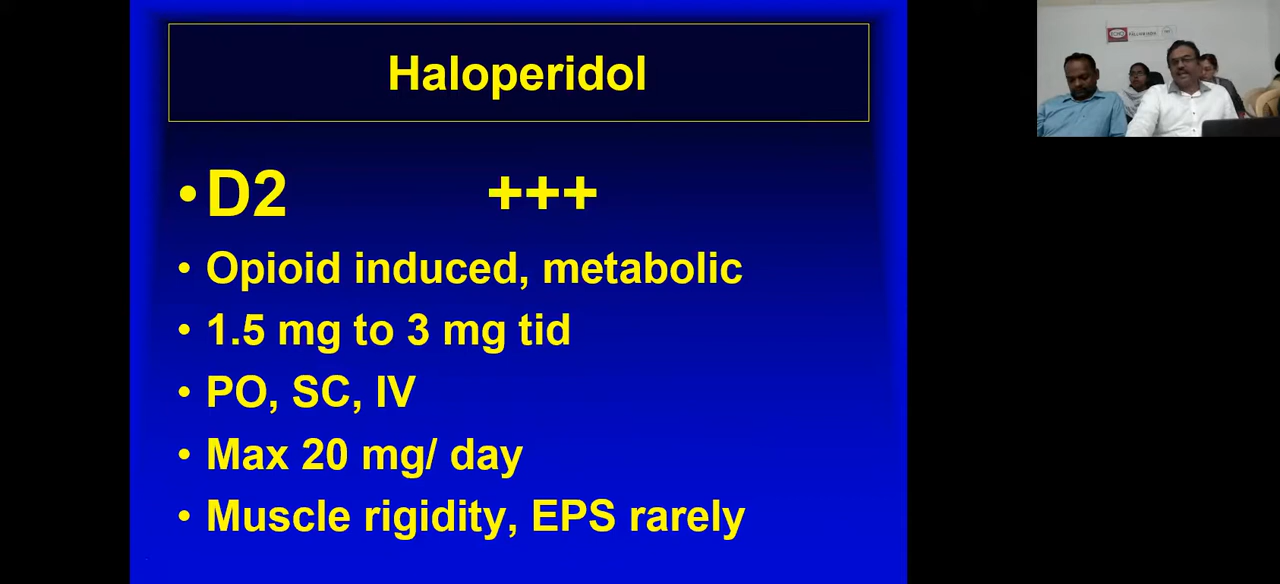 Haloperidol
•D2 +++
• Opioid induced, metabolic
• 1.5 mg to 3 mg tid
• PO, SC, IV
• Max 20 mg/ day
• Muscle rigidity, EPS rarely